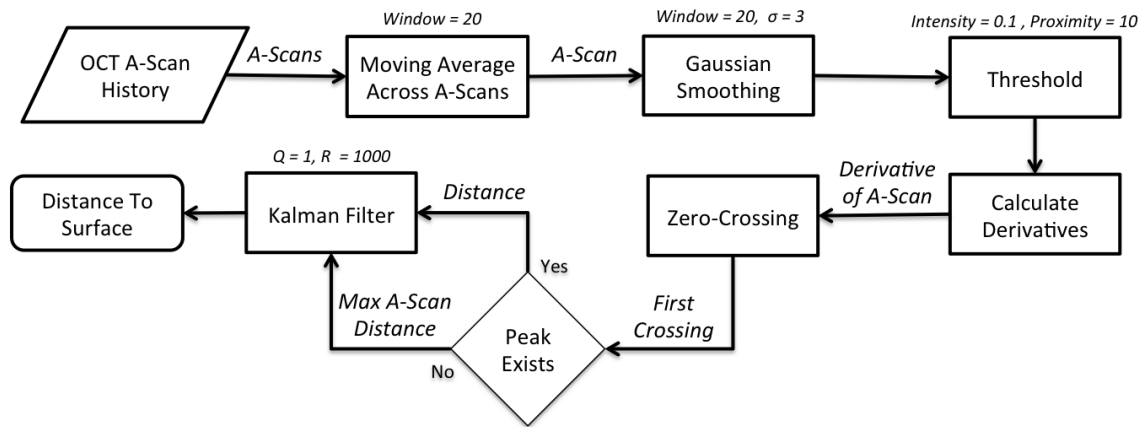 Window = 20
Window = 20, σ = 3
Intensity = 0.1 , Proximity = 10
OCT A-Scan
History
A-Scans
Moving Average
Across A-Scans
A-Scan
Gaussian
Smoothing
Threshold
Calculate
Derivatives
Derivative
of A-Scan
Zero-Crossing
First
Crossing
Peak
Exists
Yes
Distance
No
Max A-Scan
Distance
Q = 1, R = 1000
Kalman Filter
Distance To
Surface